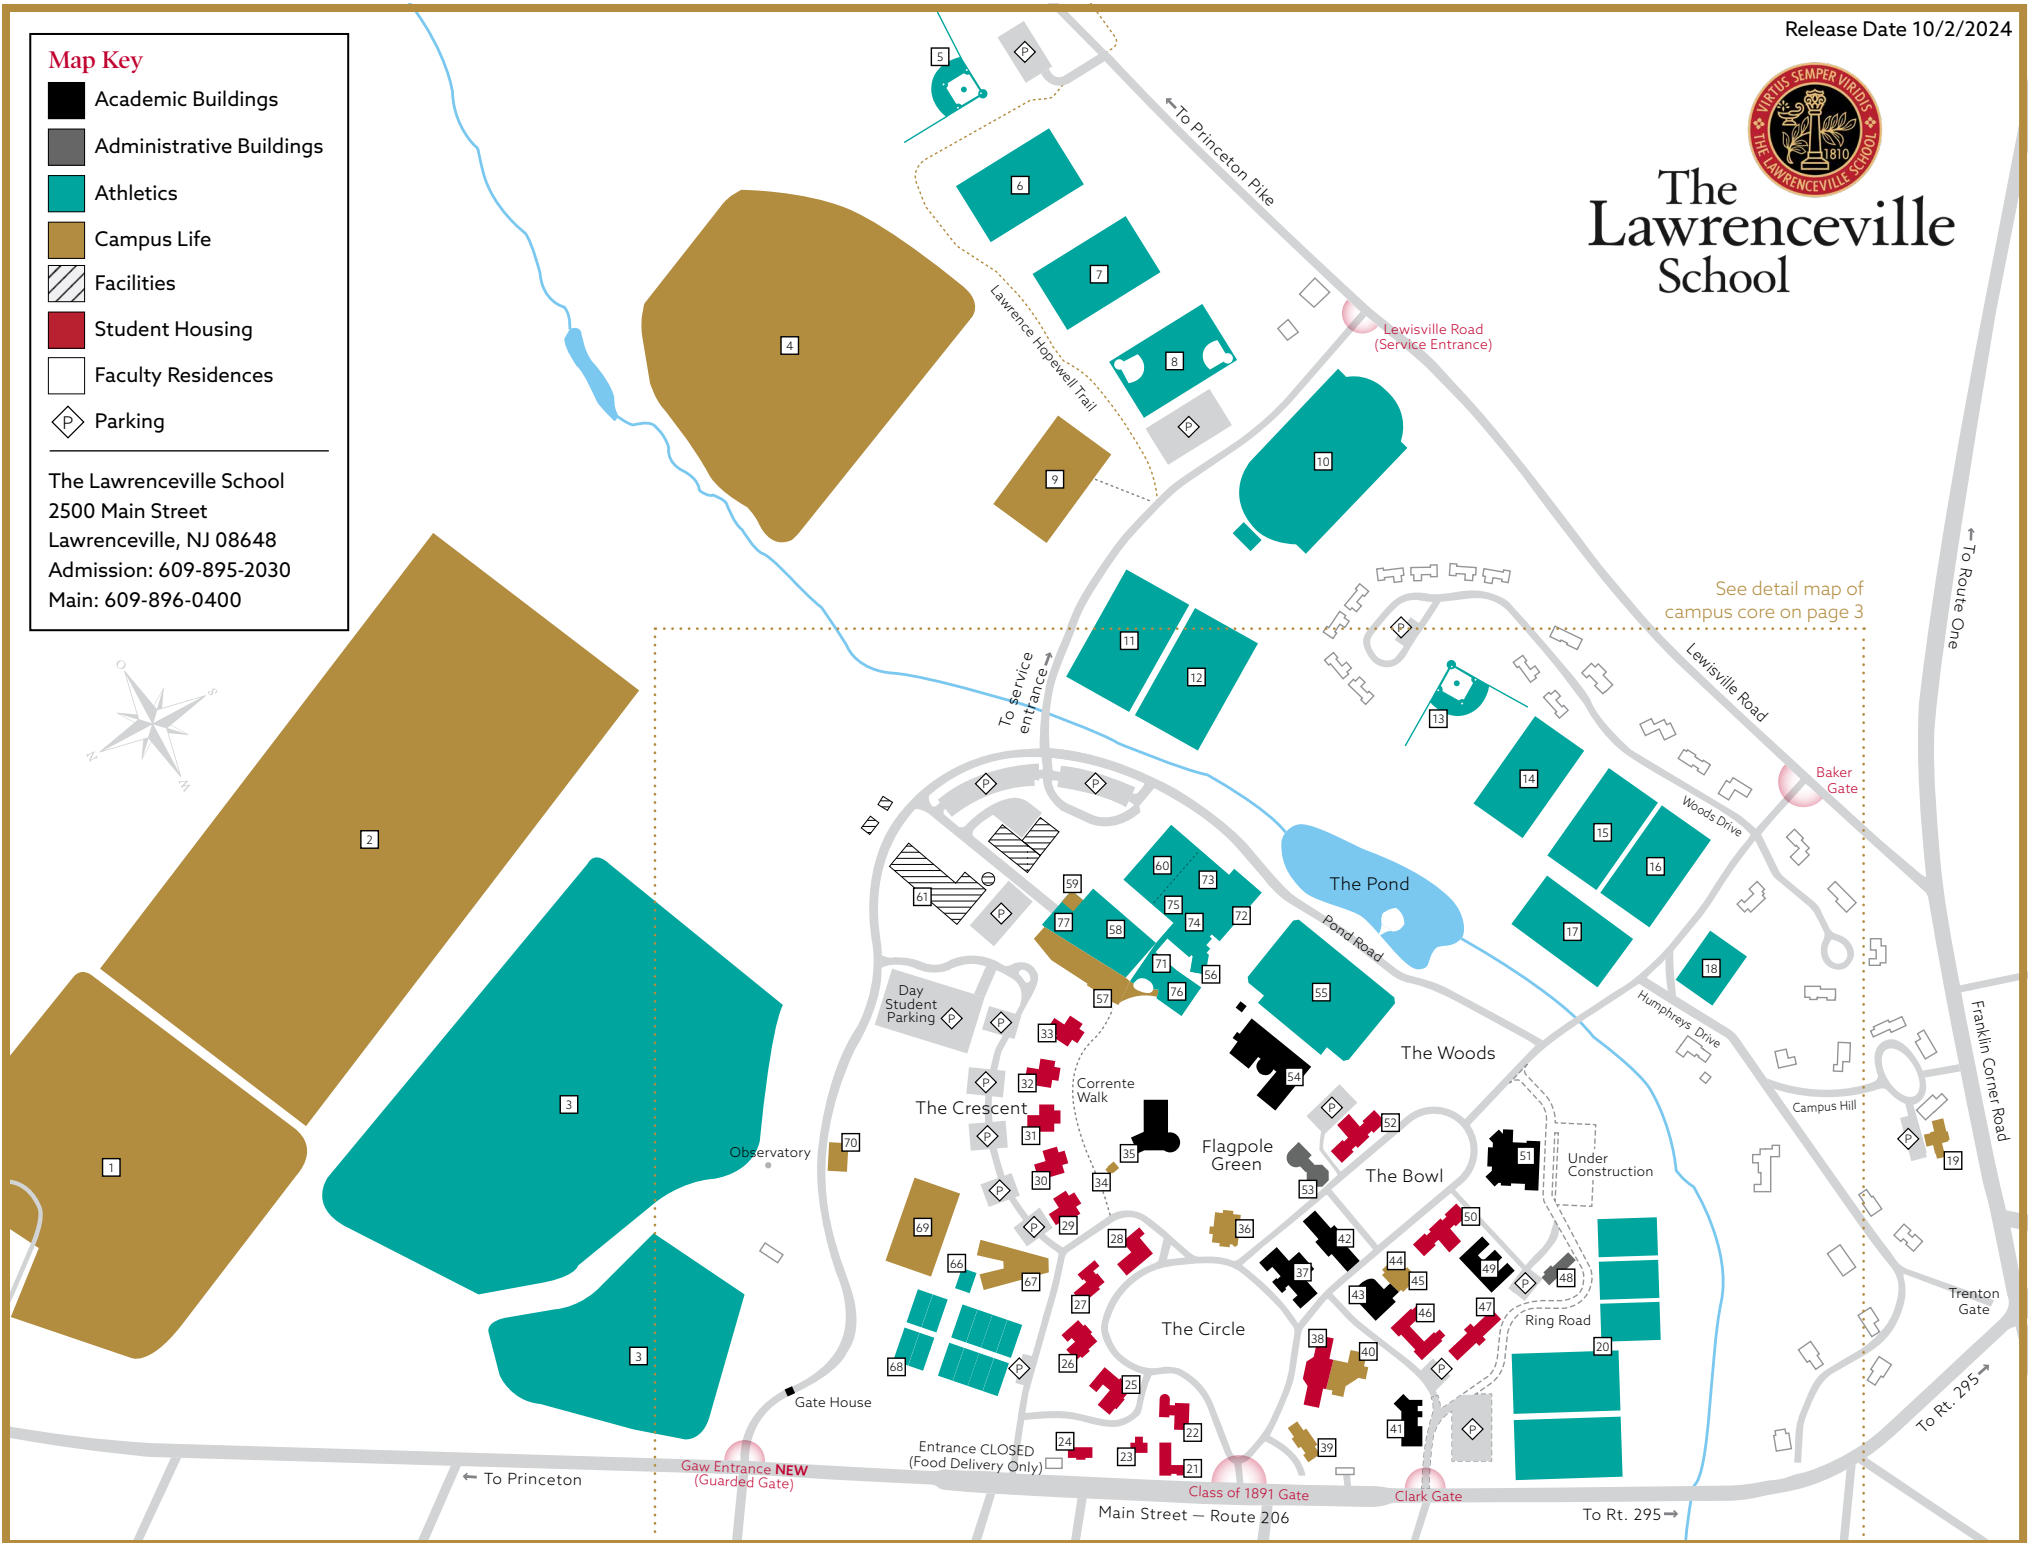 Release Date 10/2/2024
Map Key
Academic Buildings
Administrative Buildings
Athletics
Campus Life
Facilities
Student Housing
Faculty Residences
P Parking
The Lawrenceville School
2500 Main Street
Lawrenceville, NJ 08648
Admission: 609-895-2030
Main: 609-896-0400
VIRTUS SEMPER VIRIDIS
THE LAWRENCEVILLE SCHOOL
1810
The
Lawrenceville
School
5
P
←To Princeton Pike
6
7
8
4
Lawrence Hopewell Trail
Lewisville Road
(Service Entrance)
P
9
10
←To Route One
See detail map of
campus core on page 3
O
S
N
W
11
12
To service
entrance→
P
13
Lewisville Road
14
Baker
Gate
Woods Drive
15
16
17
18
2
P
P
60
73
59
75
74
72
61
P
77
58
The Pond
Pond Road
71
56
57
76
55
Day
Student
Parking
P
P
33
Humphreys Drive
Franklin Corner Road
The Woods
32
P
Corrente
Walk
54
3
The Crescent
P
52
Campus Hill
P
31
35
Flagpole
Green
The Bowl
51
Under
Construction
P
19
1
Observatory
70
30
34
53
P
69
29
P
28
36
42
50
66
67
27
37
44
45
43
49
P
48
46
47
Ring Road
Trenton
Gate
The Circle
3
68
P
26
25
38
40
P
20
Gate House
22
41
P
To Rt. 295→
Entrance CLOSED
(Food Delivery Only)
24
23
21
39
Gaw Entrance NEW
(Guarded Gate)
← To Princeton
Class of 1891 Gate
Clark Gate
Main Street — Route 206
To Rt. 295→